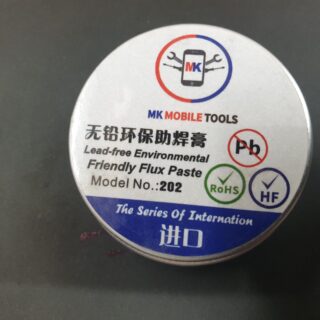 MK
MK MOBILE TOOLS
无铅环保助焊膏
Pb
Lead-free Environmental
Friendly Flux Paste
Model No.:202
RoHS
HF
The Series Of Internation
进口